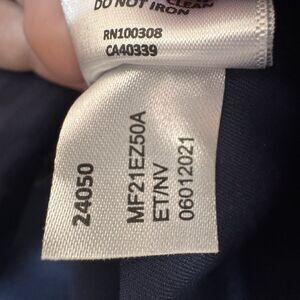 DO NOT IRON
RN100308
CA40339
24050
MF21EZ50A
ET/NV
06012021